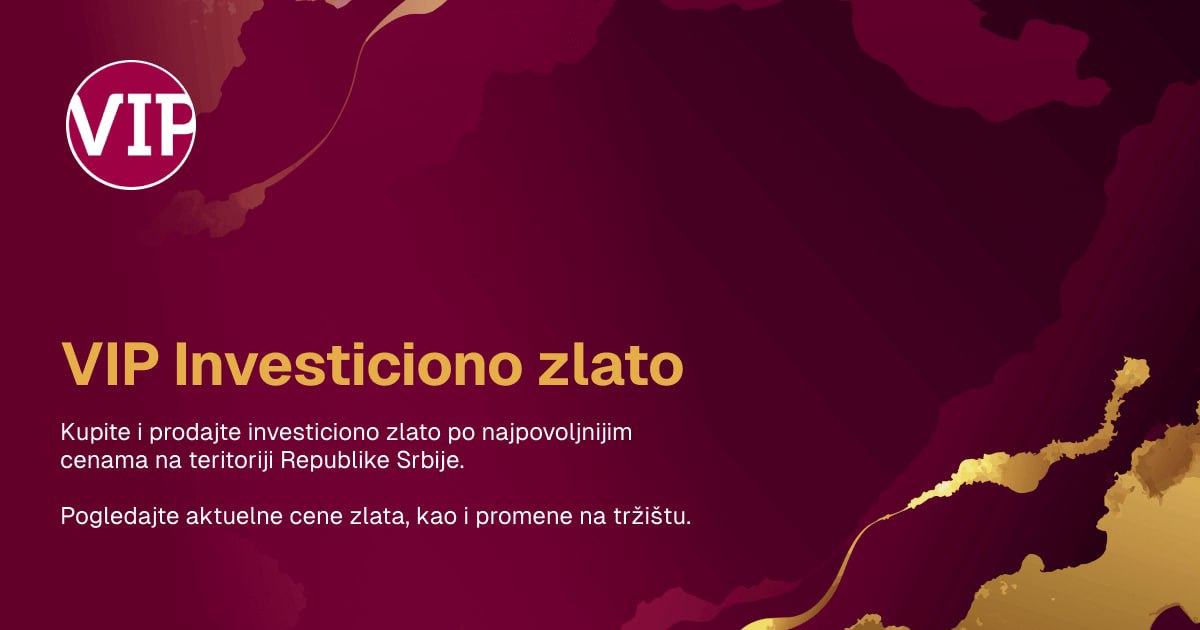 VIP
VIP Investiciono zlato
Kupite i prodajte investiciono zlato po najpovoljnijim
cenama na teritoriji Republike Srbije.
Pogledajte aktuelne cene zlata, kao i promene na tržištu.